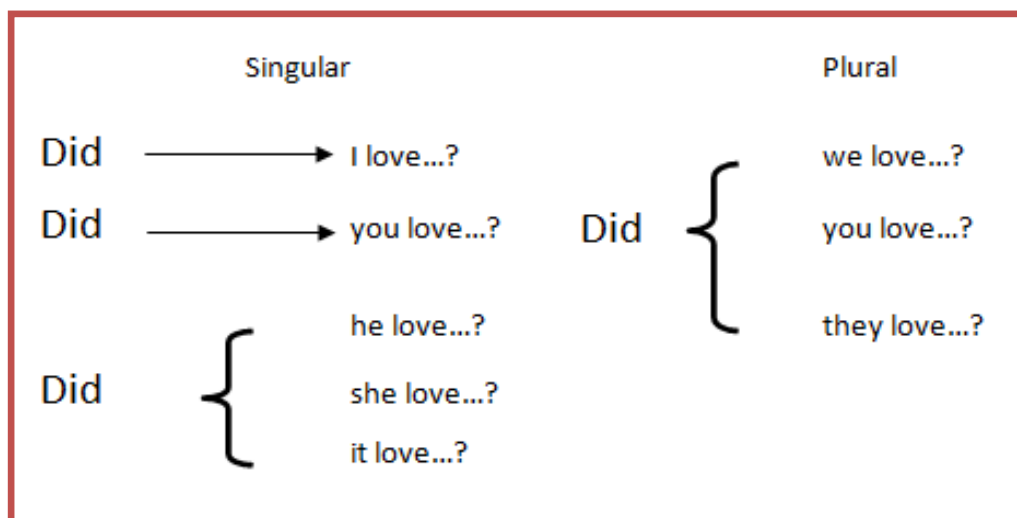 Singular Plural
Did I love...? we love...?
Did you love...? Did you love...?
he love...? they love...?
Did she love...?
it love...?